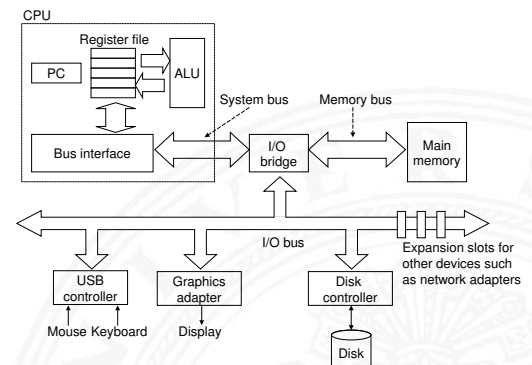 CPU
Register file
PC
ALU
System bus
Memory bus
Bus interface
I/O
bridge
Main
memory
I/O bus
Expansion slots for
other devices such
as network adapters
USB
controller
Graphics
adapter
Disk
controller
Mouse Keyboard
Display
Disk